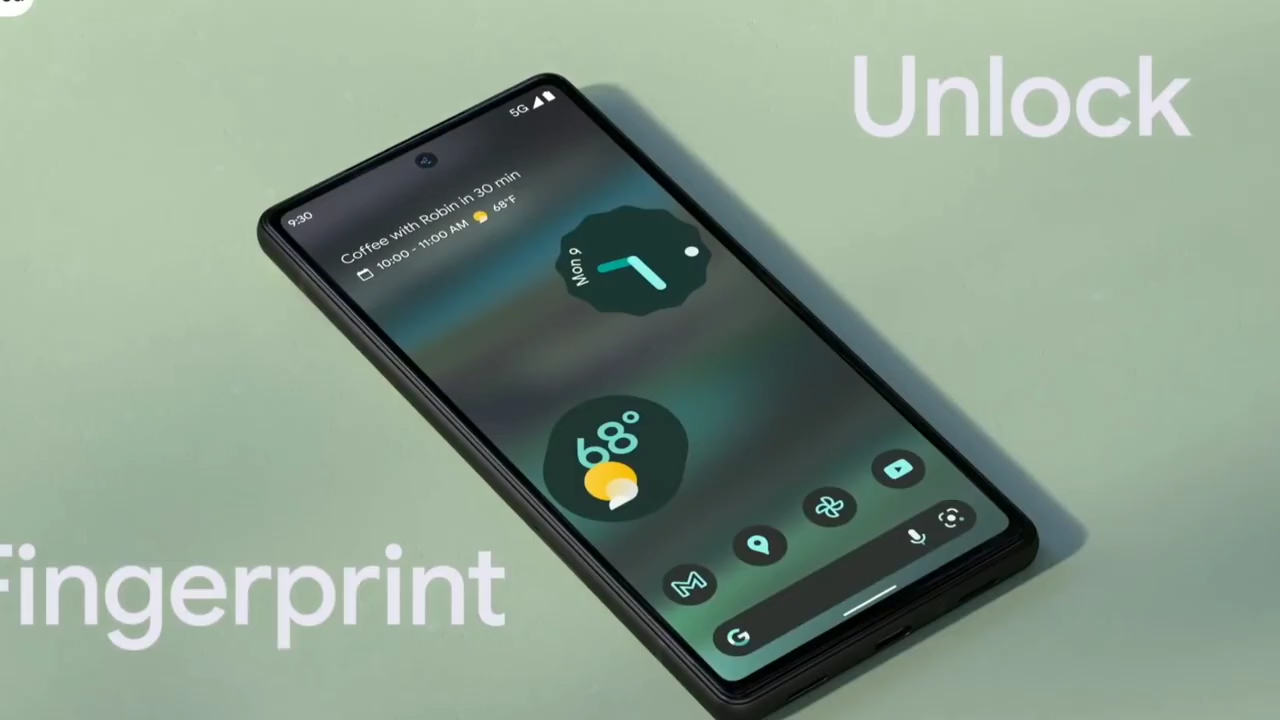 Unlock
5G
9:30
Coffee with Robin in 30 min
10:00 - 11:00 AM 68°F
Mon 9
68°
G
Fingerprint